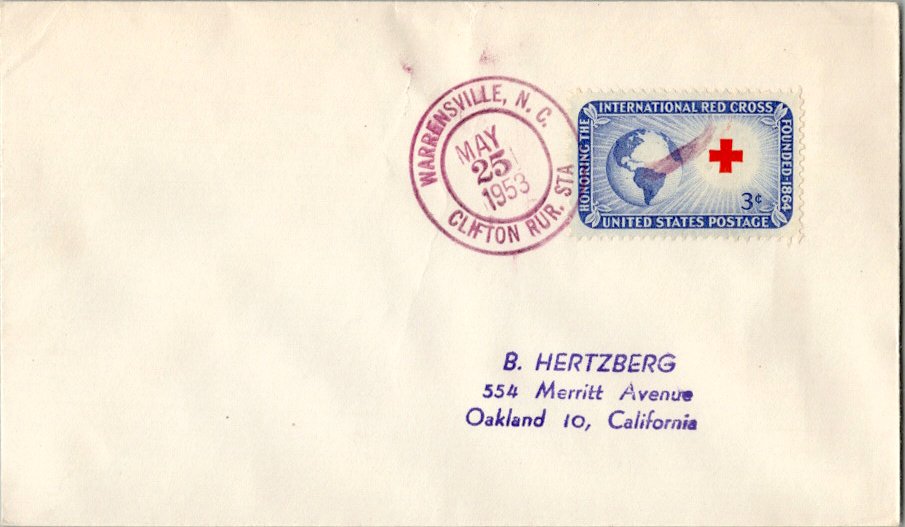 WARRENSVILLE, N. C.
MAY
25
1953
CLIFTON RUR. STA
INTERNATIONAL RED CROSS
HONORING THE
FOUNDED-1864
3¢
UNITED STATES POSTAGE
B. HERTZBERG
554 Merritt Avenue
Oakland 10, California